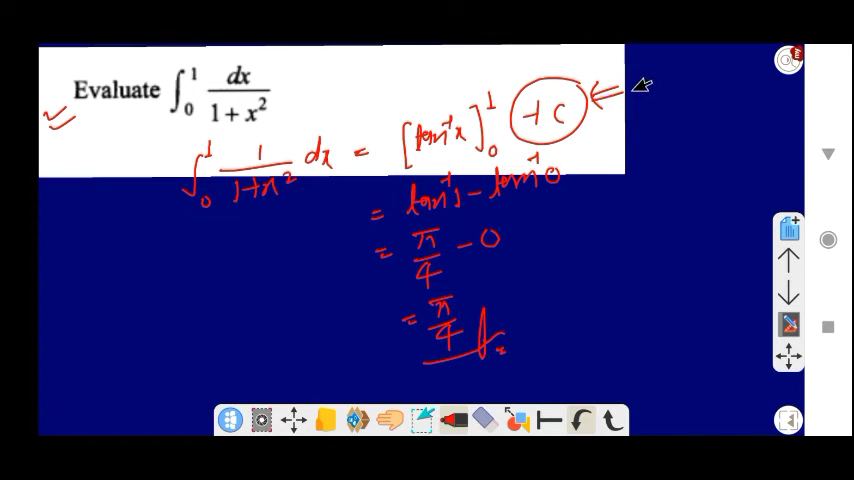 Evaluate ∫₀¹ dx/(1 + x²)
∫₀¹ 1/(1+x²) dx = [tan⁻¹x]₀¹ + C
= tan⁻¹1 - tan⁻¹0
= π/4 - 0
= π/4